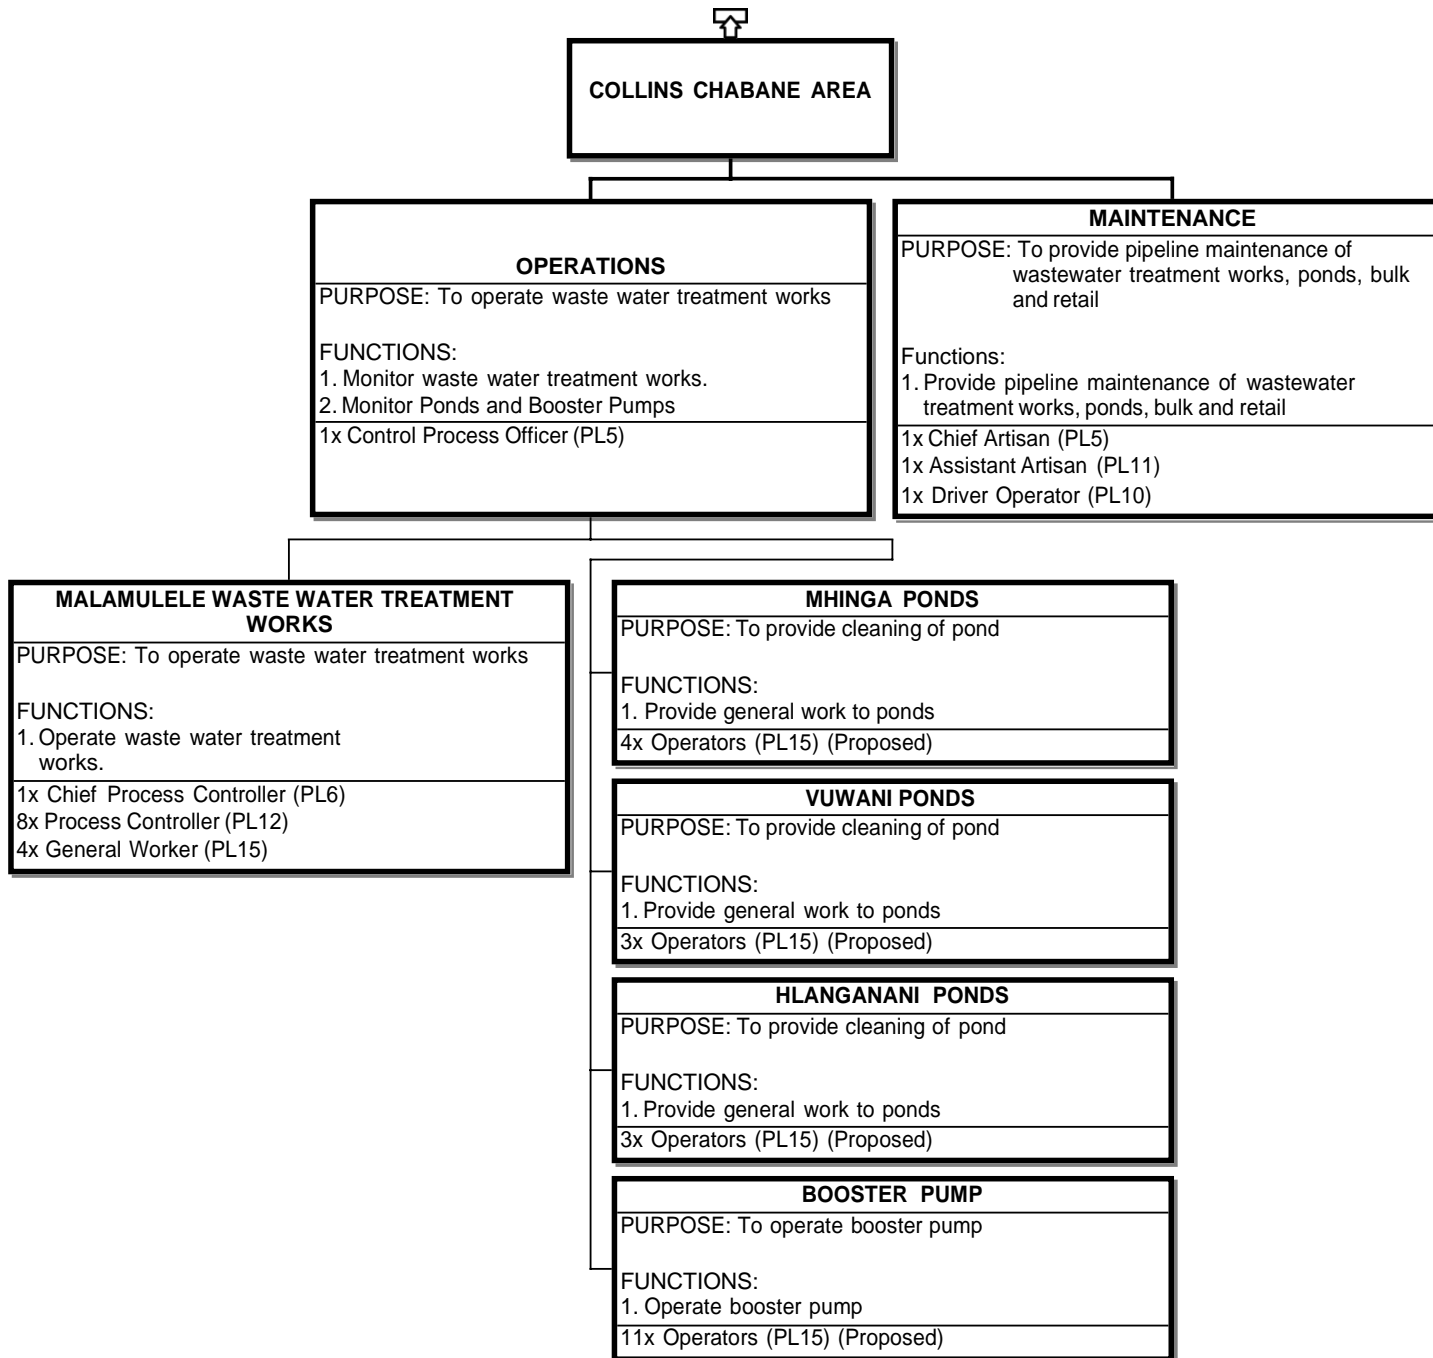 COLLINS CHABANE AREA
OPERATIONS
PURPOSE: To operate waste water treatment works
FUNCTIONS:
1. Monitor waste water treatment works.
2. Monitor Ponds and Booster Pumps
1x Control Process Officer (PL5)
MAINTENANCE
PURPOSE: To provide pipeline maintenance of
wastewater treatment works, ponds, bulk
and retail
Functions:
1. Provide pipeline maintenance of wastewater
treatment works, ponds, bulk and retail
1x Chief Artisan (PL5)
1x Assistant Artisan (PL11)
1x Driver Operator (PL10)
MALAMULELE WASTE WATER TREATMENT
WORKS
PURPOSE: To operate waste water treatment works
FUNCTIONS:
1. Operate waste water treatment
works.
1x Chief Process Controller (PL6)
8x Process Controller (PL12)
4x General Worker (PL15)
MHINGA PONDS
PURPOSE: To provide cleaning of pond
FUNCTIONS:
1. Provide general work to ponds
4x Operators (PL15) (Proposed)
VUWANI PONDS
PURPOSE: To provide cleaning of pond
FUNCTIONS:
1. Provide general work to ponds
3x Operators (PL15) (Proposed)
HLANGANANI PONDS
PURPOSE: To provide cleaning of pond
FUNCTIONS:
1. Provide general work to ponds
3x Operators (PL15) (Proposed)
BOOSTER PUMP
PURPOSE: To operate booster pump
FUNCTIONS:
1. Operate booster pump
11x Operators (PL15) (Proposed)